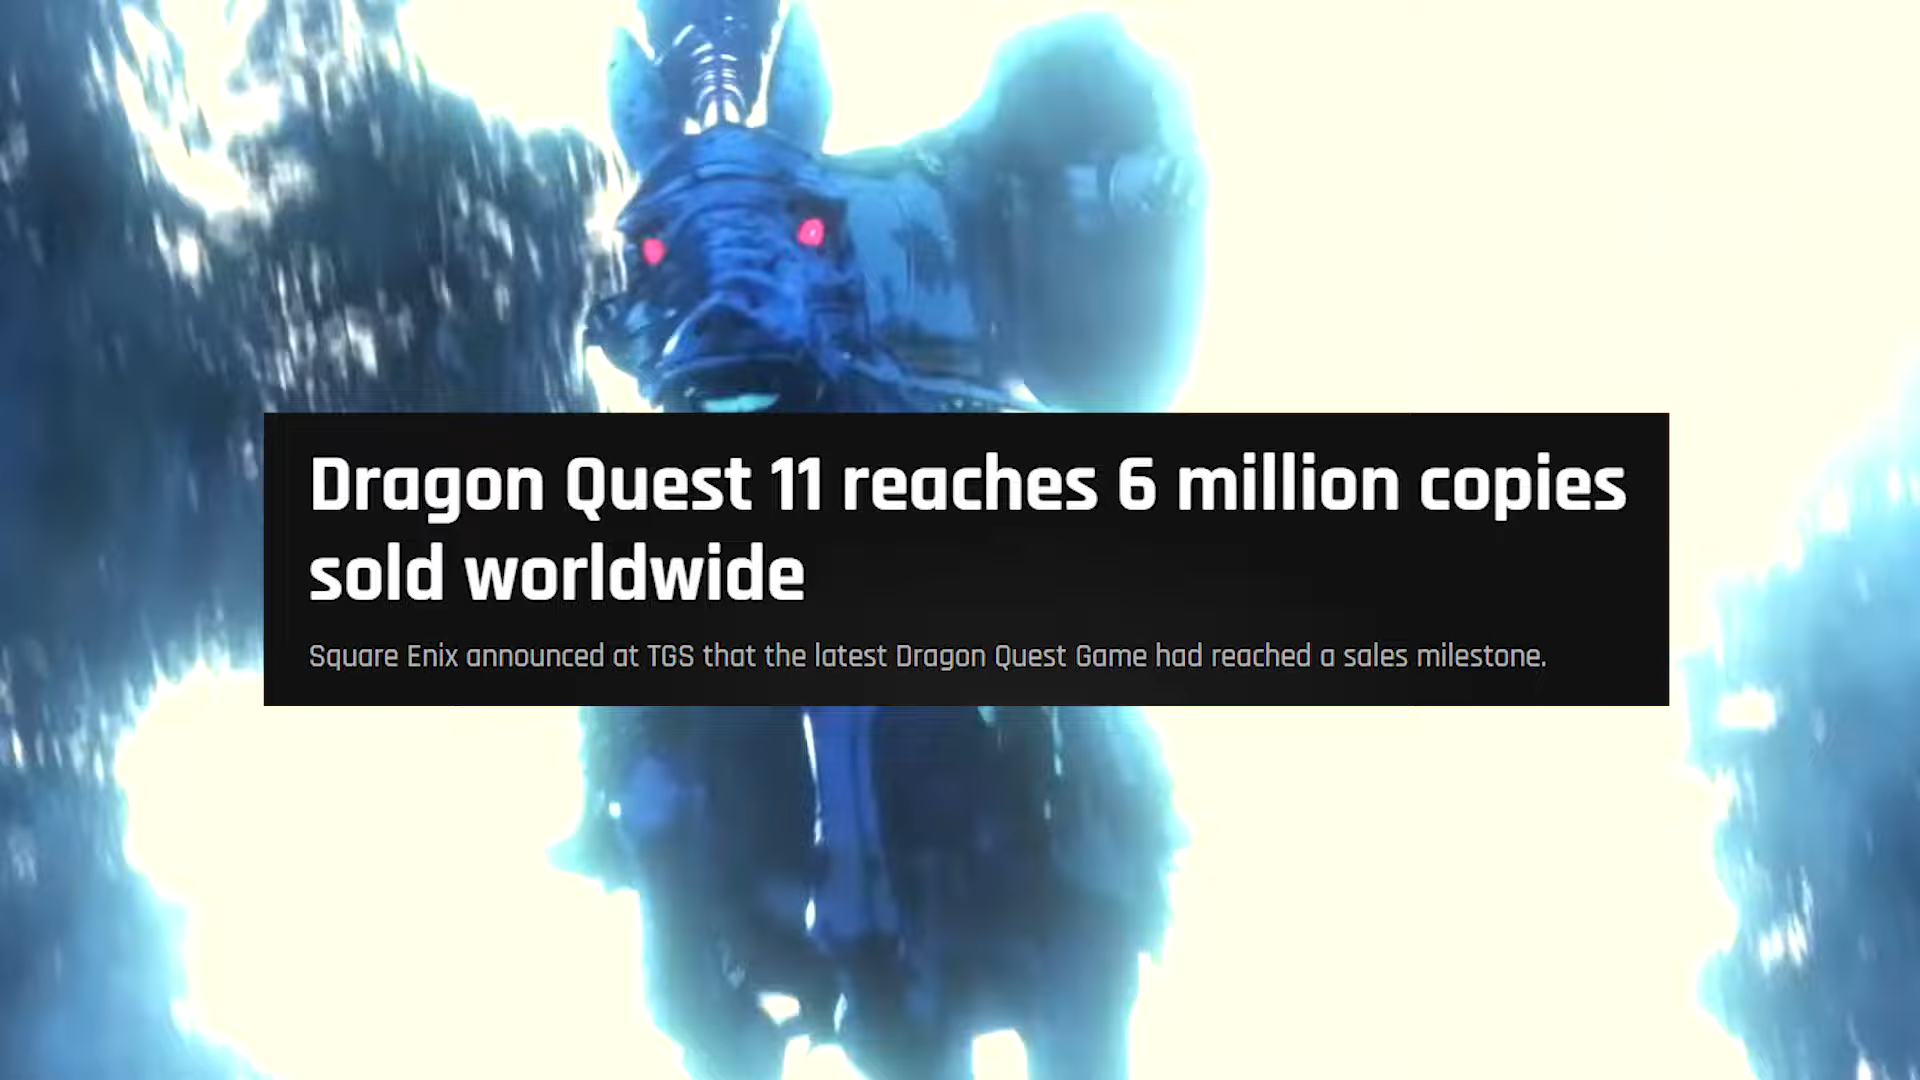 Dragon Quest 11 reaches 6 million copies
sold worldwide
Square Enix announced at TGS that the latest Dragon Quest Game had reached a sales milestone.